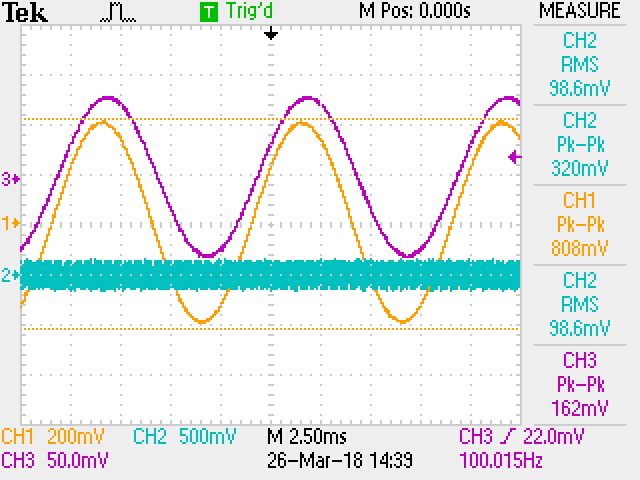 Tek T Trig'd M Pos: 0.000s MEASURE
CH2
RMS
98.6mV
CH2
Pk-Pk
320mV
CH1
Pk-Pk
808mV
CH2
RMS
98.6mV
CH3
Pk-Pk
162mV
3
1
2
CH1 200mV CH2 500mV M 2.50ms CH3 22.0mV
CH3 50.0mV 26-Mar-18 14:39 100.015Hz